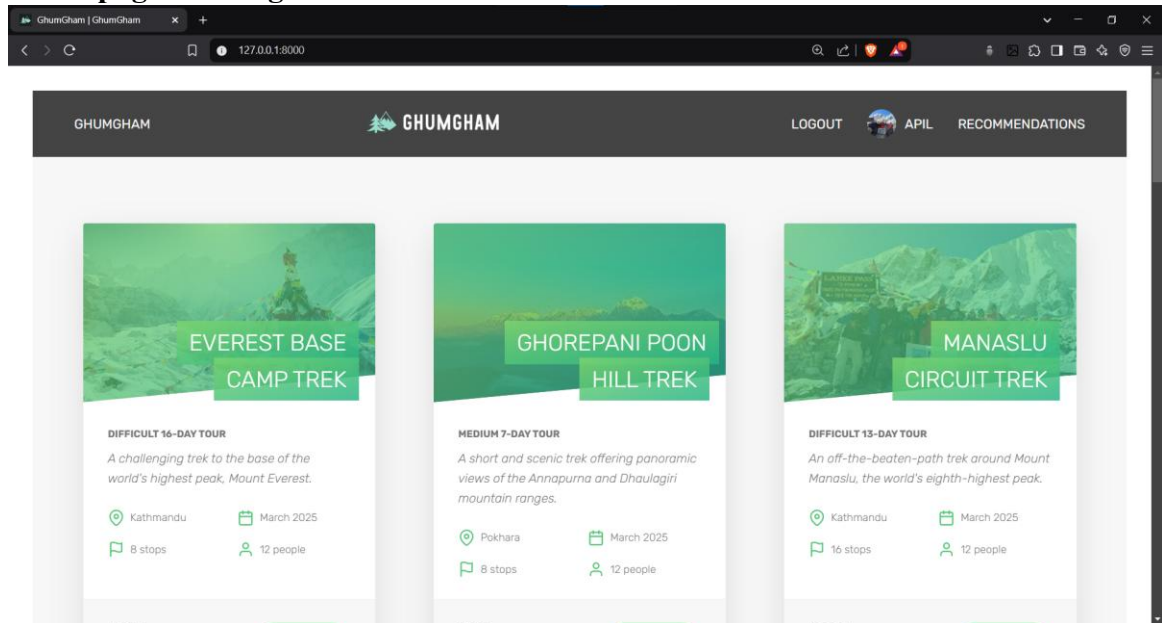 GhumGham | GhumGham
127.0.0.1:8000
GHUMGHAM
GHUMGHAM
LOGOUT
APIL
RECOMMENDATIONS
EVEREST BASE
CAMP TREK
DIFFICULT 16-DAY TOUR
A challenging trek to the base of the
world's highest peak, Mount Everest.
Kathmandu
March 2025
8 stops
12 people
GHOREPANI POON
HILL TREK
MEDIUM 7-DAY TOUR
A short and scenic trek offering panoramic
views of the Annapurna and Dhaulagiri
mountain ranges.
Pokhara
March 2025
8 stops
12 people
MANASLU
CIRCUIT TREK
DIFFICULT 13-DAY TOUR
An off-the-beaten-path trek around Mount
Manaslu, the world's eighth-highest peak.
Kathmandu
March 2025
16 stops
12 people